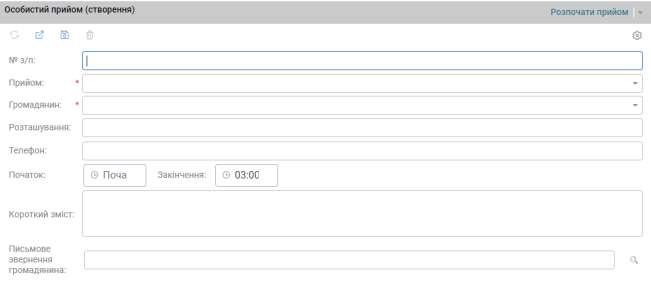 Особистий прийом (створення)
Розпочати прийом
№ з/п:
Прийом: *
Громадянин: *
Розташування:
Телефон:
Початок: Поча Закінчення: 03:00
Короткий зміст:
Письмове
звернення
громадянина: